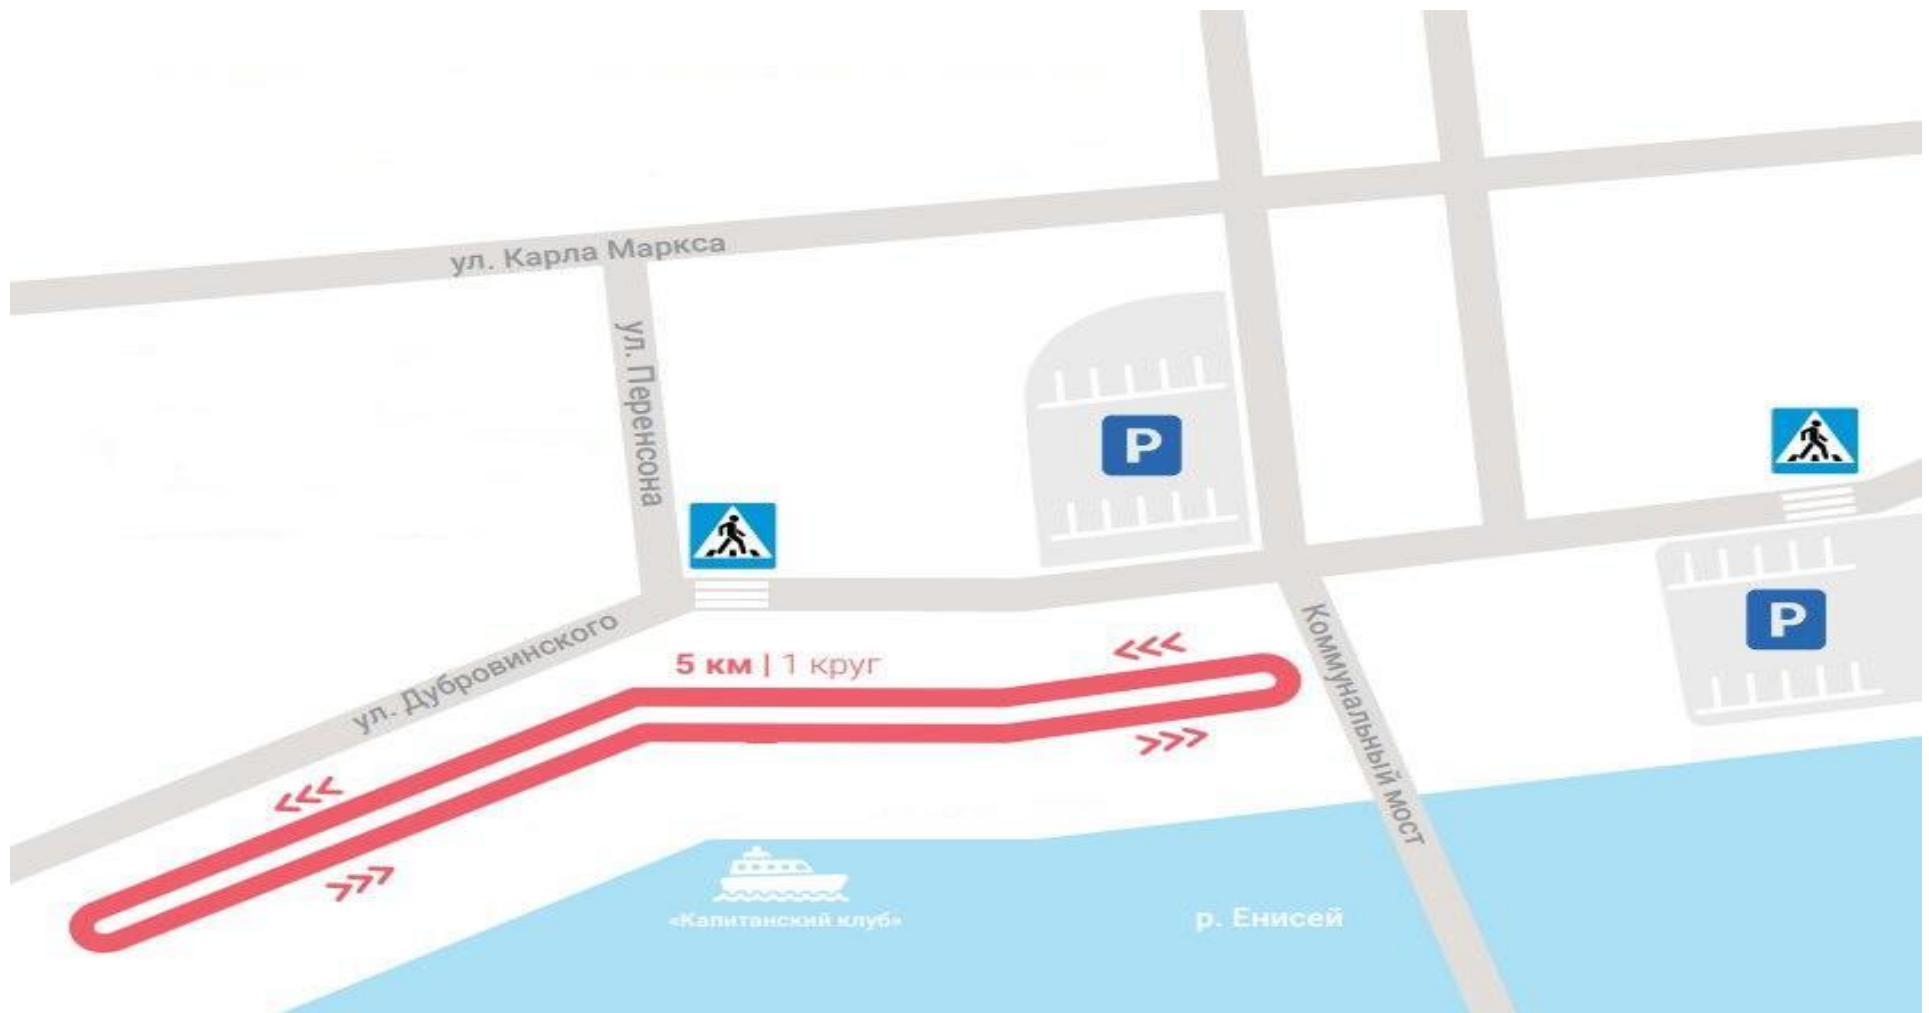 ул. Карла Маркса
ул. Перенсона
P
P
ул. Дубровинского
5 км | 1 круг
Коммунальный мост
«Капитанский клуб»
р. Енисей